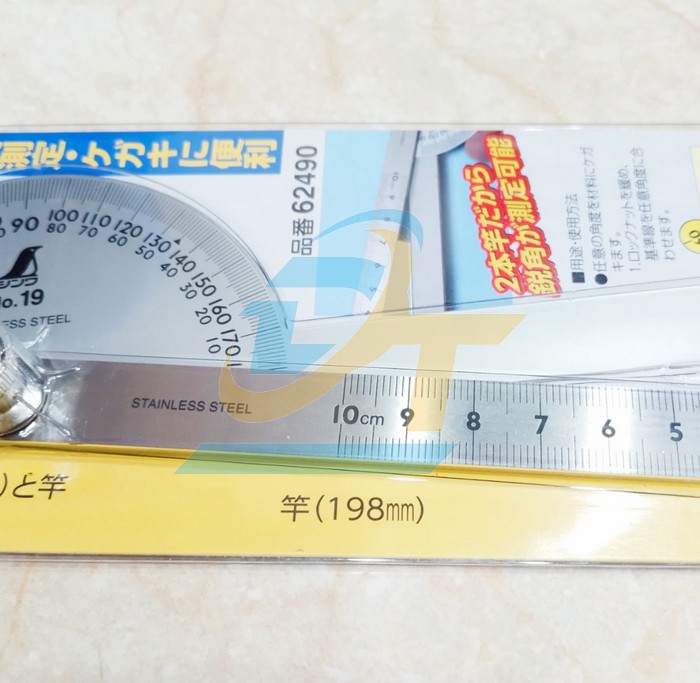 測定・ケガキに便利
品番 62490
2本竿だから
鋭角が測定可能
■用途・使用方法
●任意の角度を材料にケガ
キます。
1.ロックナットを緩め、
基準線を任意角度に合
わせます。
90 100 110 120 130 140 150 160 170
80 70 60 50 40 30 20 10
シンワ
No. 19
STAINLESS STEEL
10cm 9 8 7 6 5
と竿
竿(198㎜)
DT